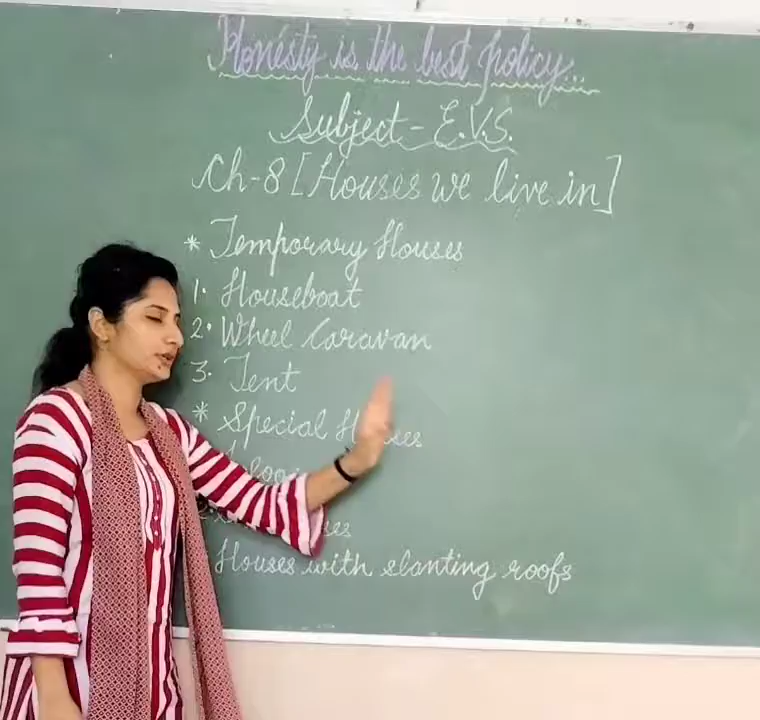 Honesty is the best policy...
Subject - E.V.S.
Ch-8 [Houses we live in]
* Temporary Houses
1. Houseboat
2. Wheel Caravan
3. Tent
* Special
Houses with slanting roofs